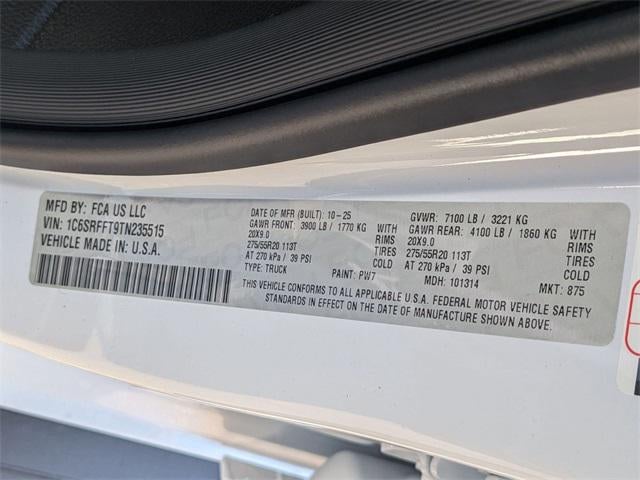 MFD BY: FCA US LLC
VIN: 1C6SRFFT9TN235515
VEHICLE MADE IN U.S.A.
DATE OF MFR (BUILT): 10-25
GAWR FRONT: 3900 LB / 1770 KG WITH
20X9.0 RIMS
275/55R20 113T TIRES
AT 270 kPa / 39 PSI COLD
TYPE: TRUCK PAINT: PW7
GVWR: 7100 LB / 3221 KG
GAWR REAR: 4100 LB / 1860 KG WITH
20X9.0 RIMS
275/55R20 113T TIRES
AT 270 kPa / 39 PSI COLD
MDH: 101314 MKT: 875
THIS VEHICLE CONFORMS TO ALL APPLICABLE U.S.A. FEDERAL MOTOR VEHICLE SAFETY
STANDARDS IN EFFECT ON THE DATE OF MANUFACTURE SHOWN ABOVE.